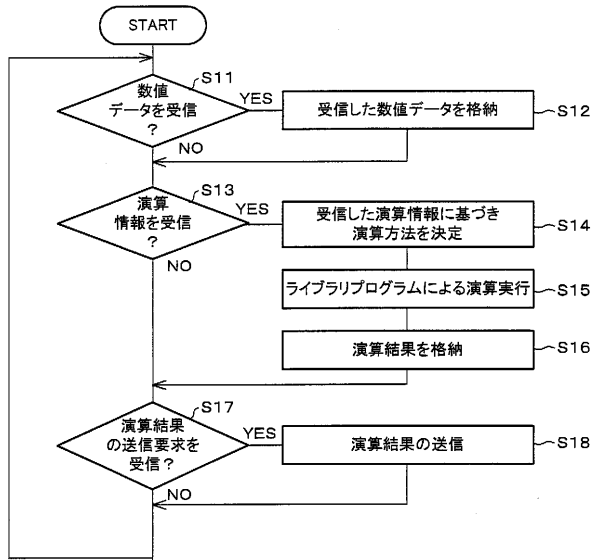 START
S11
数値
データを受信
？
YES
受信した数値データを格納
S12
NO
S13
演算
情報を受信
？
YES
受信した演算情報に基づき
演算方法を決定
S14
NO
ライブラリプログラムによる演算実行
S15
演算結果を格納
S16
S17
演算結果
の送信要求を
受信？
YES
演算結果の送信
S18
NO